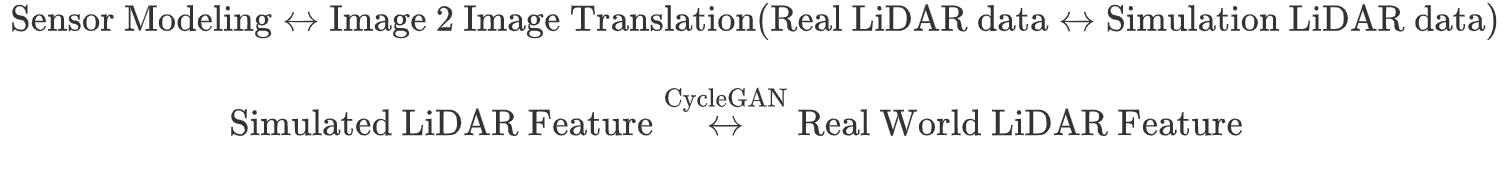 Sensor Modeling ↔ Image 2 Image Translation(Real LiDAR data ↔ Simulation LiDAR data)
CycleGAN
Simulated LiDAR Feature ↔ Real World LiDAR Feature